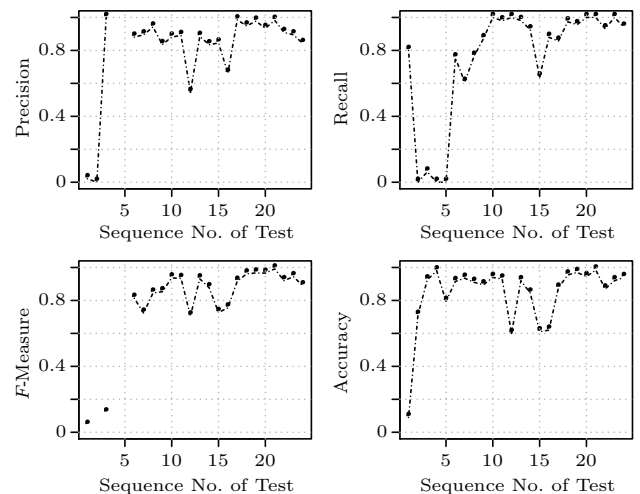 Precision
0.8
0.4
0
5 10 15 20
Sequence No. of Test
Recall
0.8
0.4
0
5 10 15 20
Sequence No. of Test
F-Measure
0.8
0.4
0
5 10 15 20
Sequence No. of Test
Accuracy
0.8
0.4
0
5 10 15 20
Sequence No. of Test